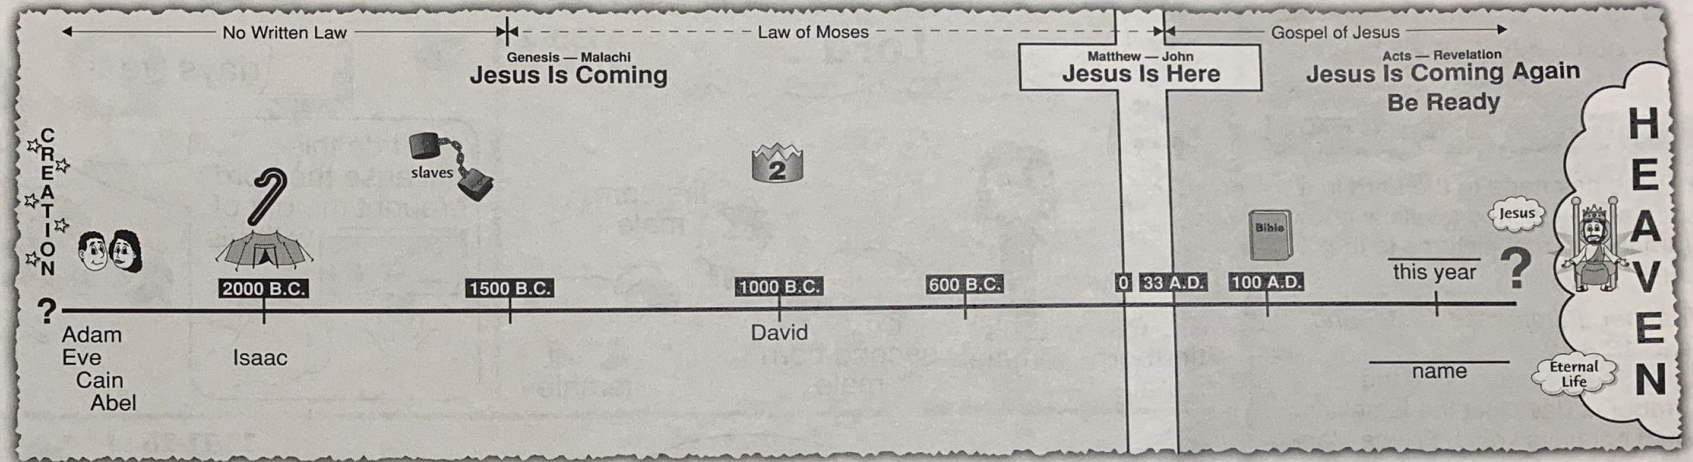 No Written Law
Law of Moses
Gospel of Jesus
Genesis — Malachi
Jesus Is Coming
Matthew — John
Jesus Is Here
Acts — Revelation
Jesus Is Coming Again
Be Ready
CREATION
slaves
2
Bible
Jesus
?
this year
HEAVEN
2000 B.C.
1500 B.C.
1000 B.C.
600 B.C.
0
33 A.D.
100 A.D.
?
Adam
Eve
Cain
Abel
Isaac
David
name
Eternal
Life